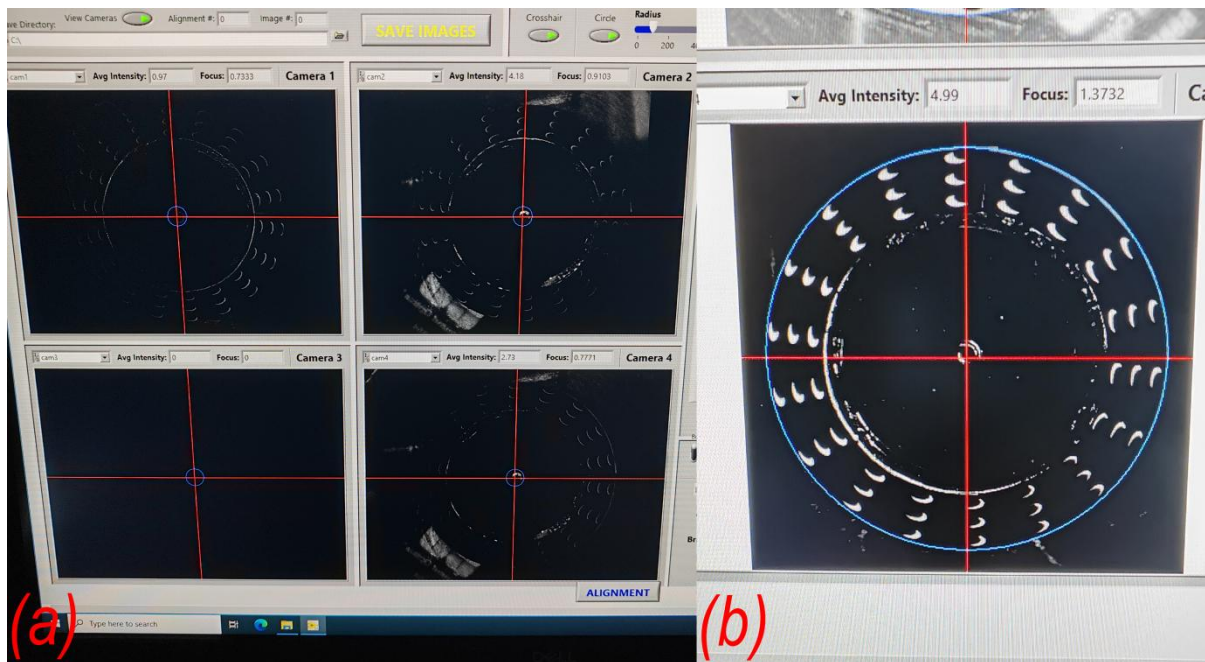 View Cameras Alignment #: 0 Image #: 0
Directory:
C:\
SAVE IMAGES
Crosshair Circle Radius
0 200
cam1 Avg Intensity: 0.97 Focus: 0.7333 Camera 1
cam2 Avg Intensity: 4.18 Focus: 0.9103 Camera 2
cam3 Avg Intensity: 0 Focus: 0 Camera 3
cam4 Avg Intensity: 2.73 Focus: 0.7771 Camera 4
ALIGNMENT
Type here to search
(a)
Avg Intensity: 4.99 Focus: 1.3732 Ca
(b)